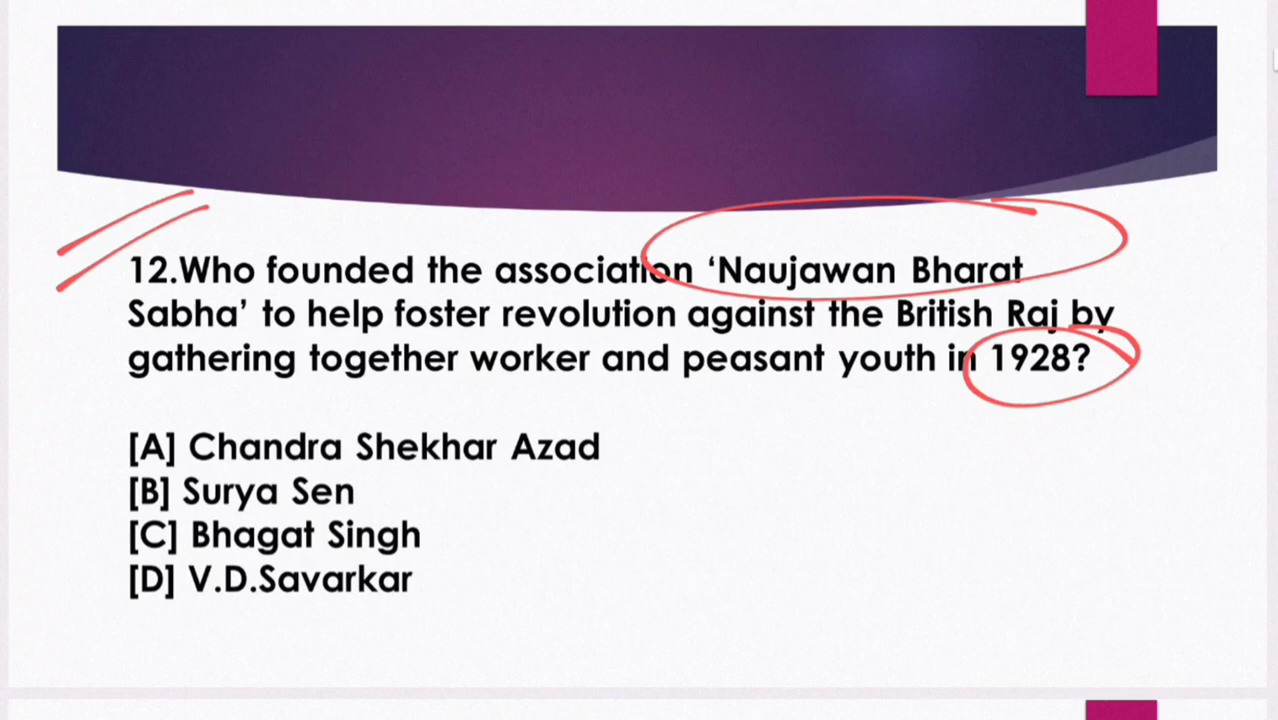 12.Who founded the association ‘Naujawan Bharat
Sabha’ to help foster revolution against the British Raj by
gathering together worker and peasant youth in 1928?
[A] Chandra Shekhar Azad
[B] Surya Sen
[C] Bhagat Singh
[D] V.D.Savarkar